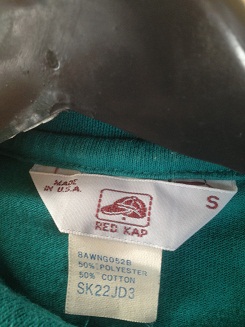 MADE
IN U.S.A.
S
RED KAP
BAWNG052B
50% POLYESTER
50% COTTON
SK22JD3